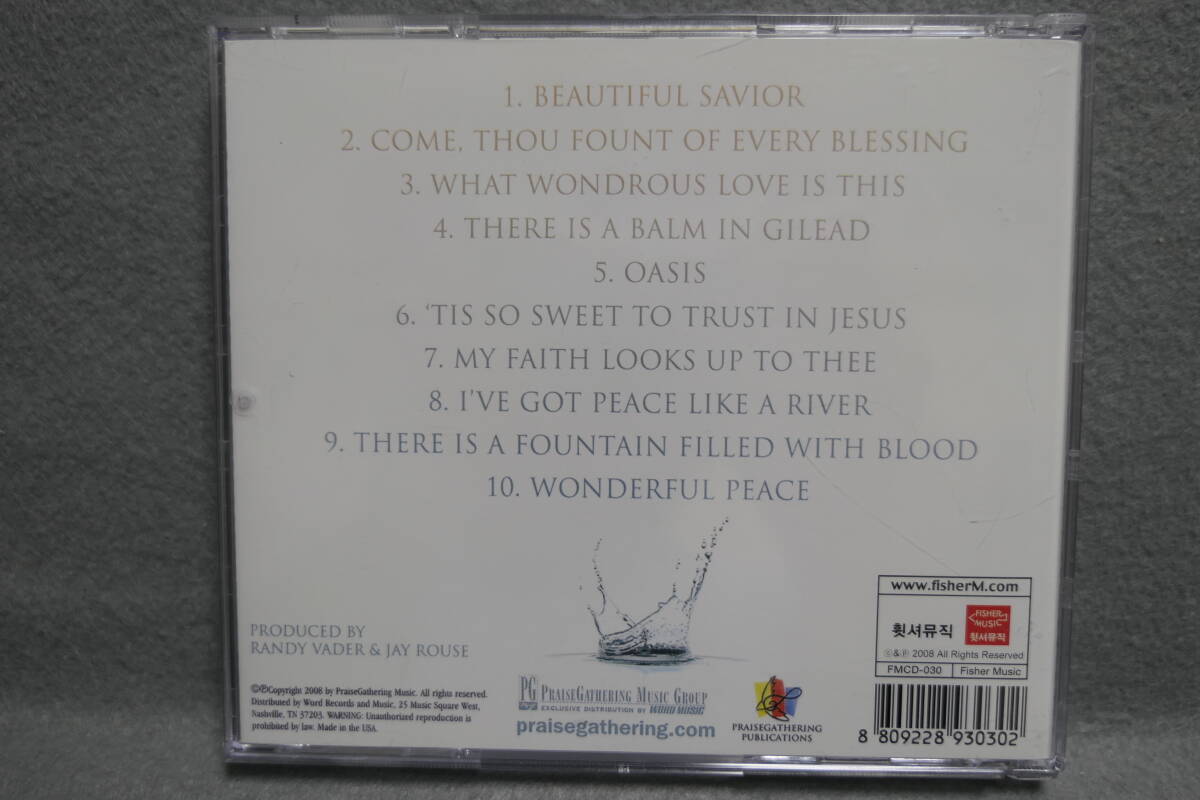 1. BEAUTIFUL SAVIOR
2. COME, THOU FOUNT OF EVERY BLESSING
3. WHAT WONDROUS LOVE IS THIS
4. THERE IS A BALM IN GILEAD
5. OASIS
6. ‘TIS SO SWEET TO TRUST IN JESUS
7. MY FAITH LOOKS UP TO THEE
8. I'VE GOT PEACE LIKE A RIVER
9. THERE IS A FOUNTAIN FILLED WITH BLOOD
10. WONDERFUL PEACE
PRODUCED BY
RANDY VADER & JAY ROUSE
©℗Copyright 2008 by PraiseGathering Music. All rights reserved.
Distributed by Word Records and Music, 25 Music Square West,
Nashville, TN 37203. WARNING: Unauthorized reproduction is
prohibited by law. Made in the USA.
PG PRAISEGATHERING MUSIC GROUP
EXCLUSIVE DISTRIBUTION BY WORD MUSIC
praisegathering.com
PRAISEGATHERING
PUBLICATIONS
www.fisherM.com
휫셔뮤직
FISHER
MUSIC
휫셔뮤직
©&℗ 2008 All Rights Reserved
FMCD-030 Fisher Music
8 809228 930302